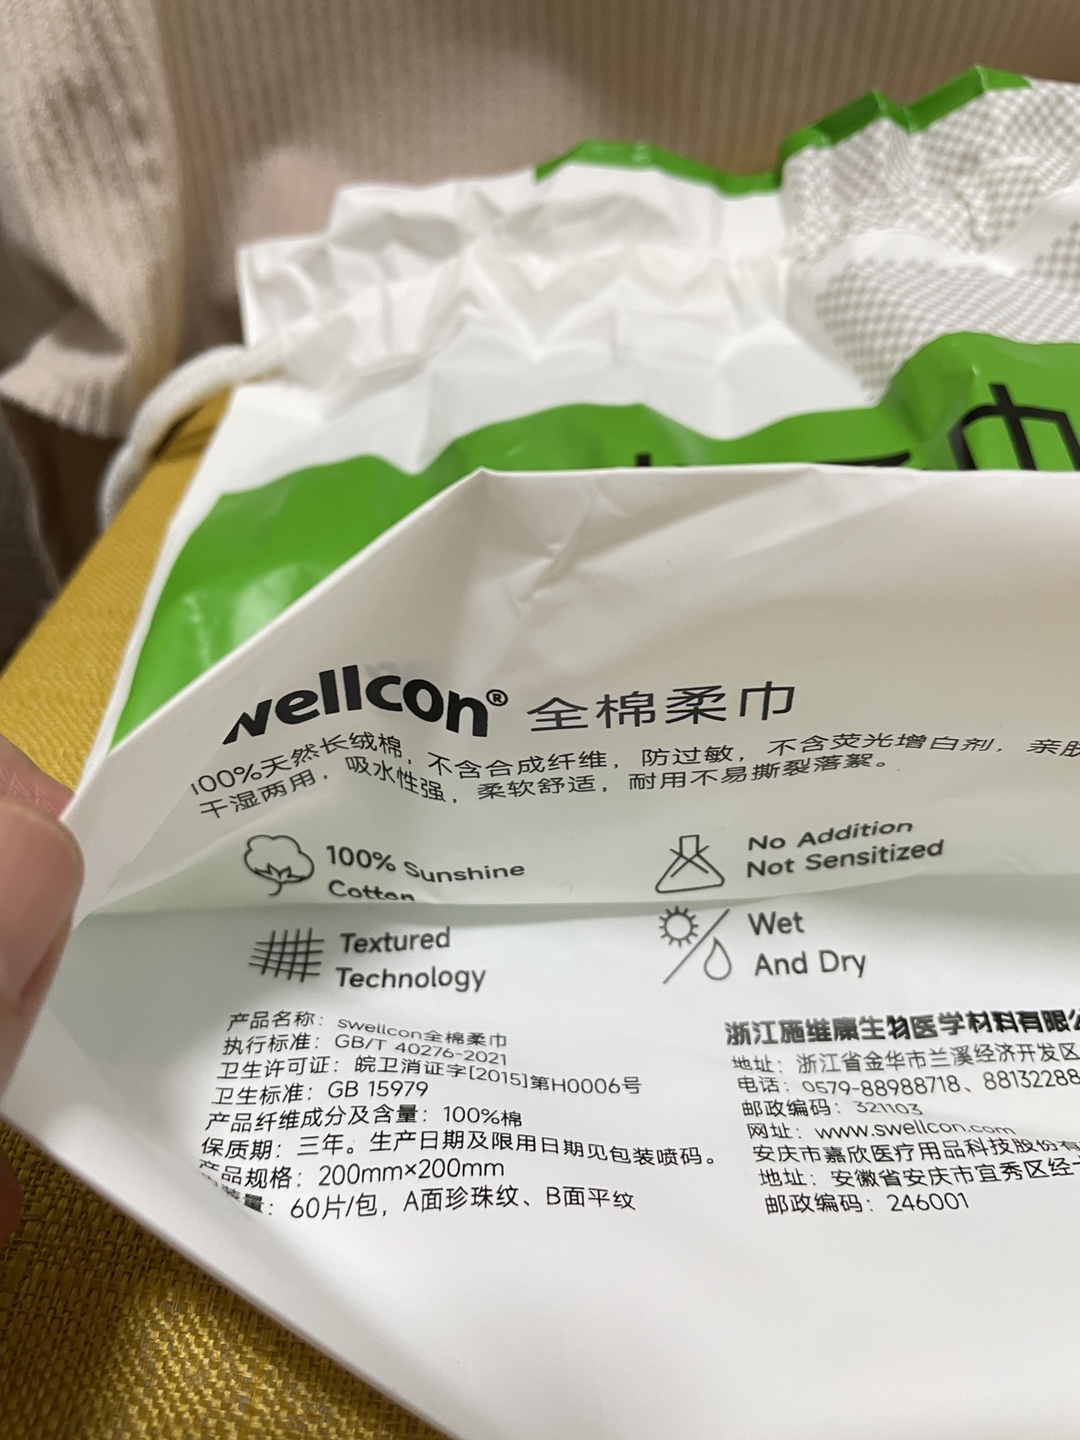 swellcon® 全棉柔巾
100%天然长绒棉，不含合成纤维，防过敏，不含荧光增白剂，亲肤
干湿两用，吸水性强，柔软舒适，耐用不易撕裂落絮。
100% Sunshine
Cotton
No Addition
Not Sensitized
Textured
Technology
Wet
And Dry
产品名称：swellcon全棉柔巾
执行标准：GB/T 40276-2021
卫生许可证：皖卫消证字[2015]第H0006号
卫生标准：GB 15979
产品纤维成分及含量：100%棉
保质期：三年。生产日期及限用日期见包装喷码。
产品规格：200mm×200mm
装量：60片/包，A面珍珠纹、B面平纹
浙江施维康生物医学材料有限公
地址：浙江省金华市兰溪经济开发区
电话：0579-88988718、88132288
邮政编码：321103
网址：www.swellcon.com
安庆市嘉欣医疗用品科技股份有
地址：安徽省安庆市宜秀区经
邮政编码：246001